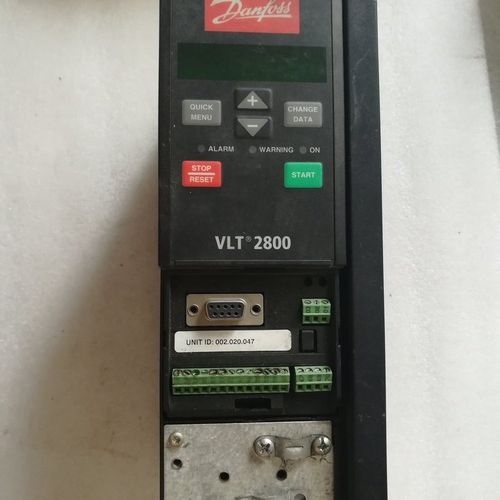 Danfoss
QUICK
MENU
+
CHANGE
DATA
−
ALARM
WARNING
ON
STOP
RESET
START
VLT® 2800
UNIT ID: 002.020.047